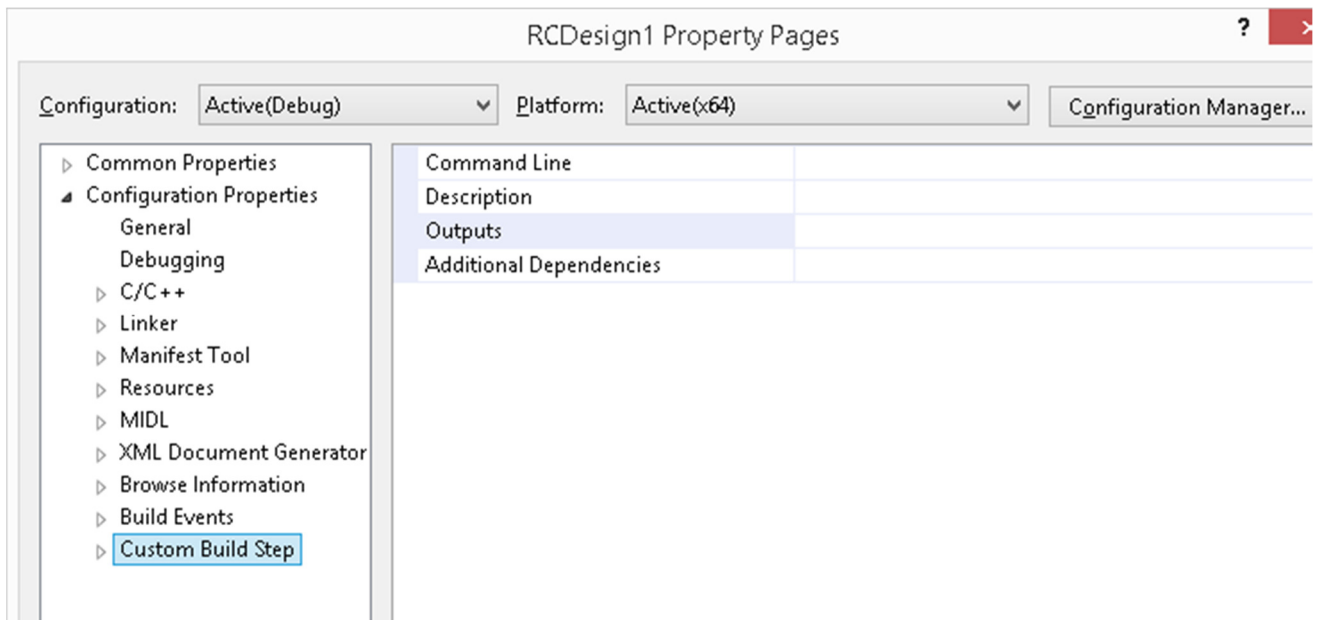 RCDesign1 Property Pages
?
Configuration: Active(Debug) Platform: Active(x64) Configuration Manager...
Common Properties
Configuration Properties
General
Debugging
C/C++
Linker
Manifest Tool
Resources
MIDL
XML Document Generator
Browse Information
Build Events
Custom Build Step
Command Line
Description
Outputs
Additional Dependencies